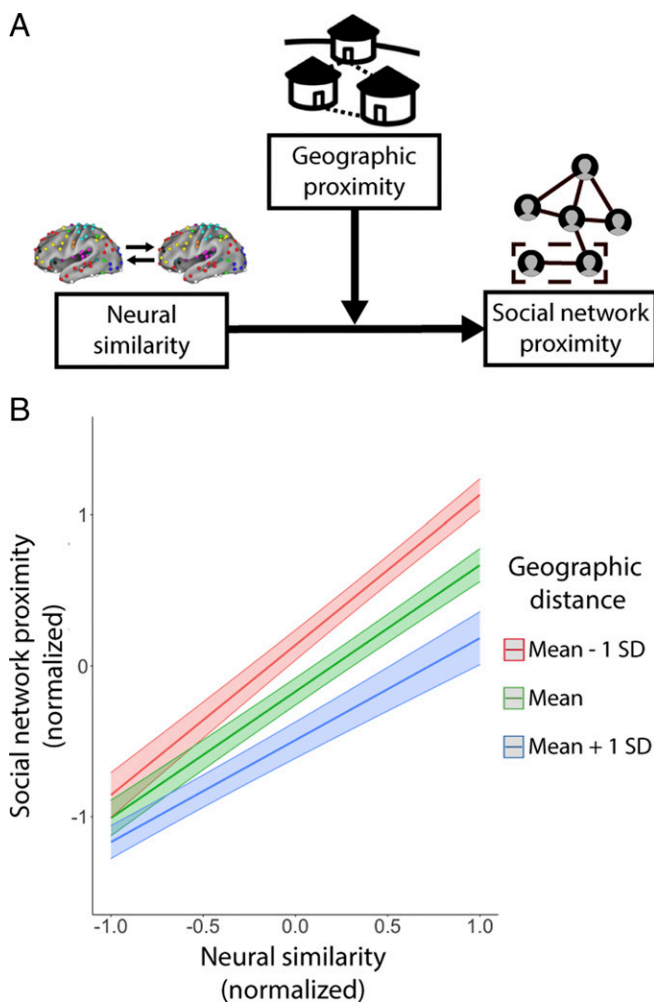 A
Geographic
proximity
Neural
similarity
Social network
proximity
B
Social network proximity
(normalized)
1
0
-1
-1.0
-0.5
0.0
0.5
1.0
Neural similarity
(normalized)
Geographic
distance
Mean - 1 SD
Mean
Mean + 1 SD